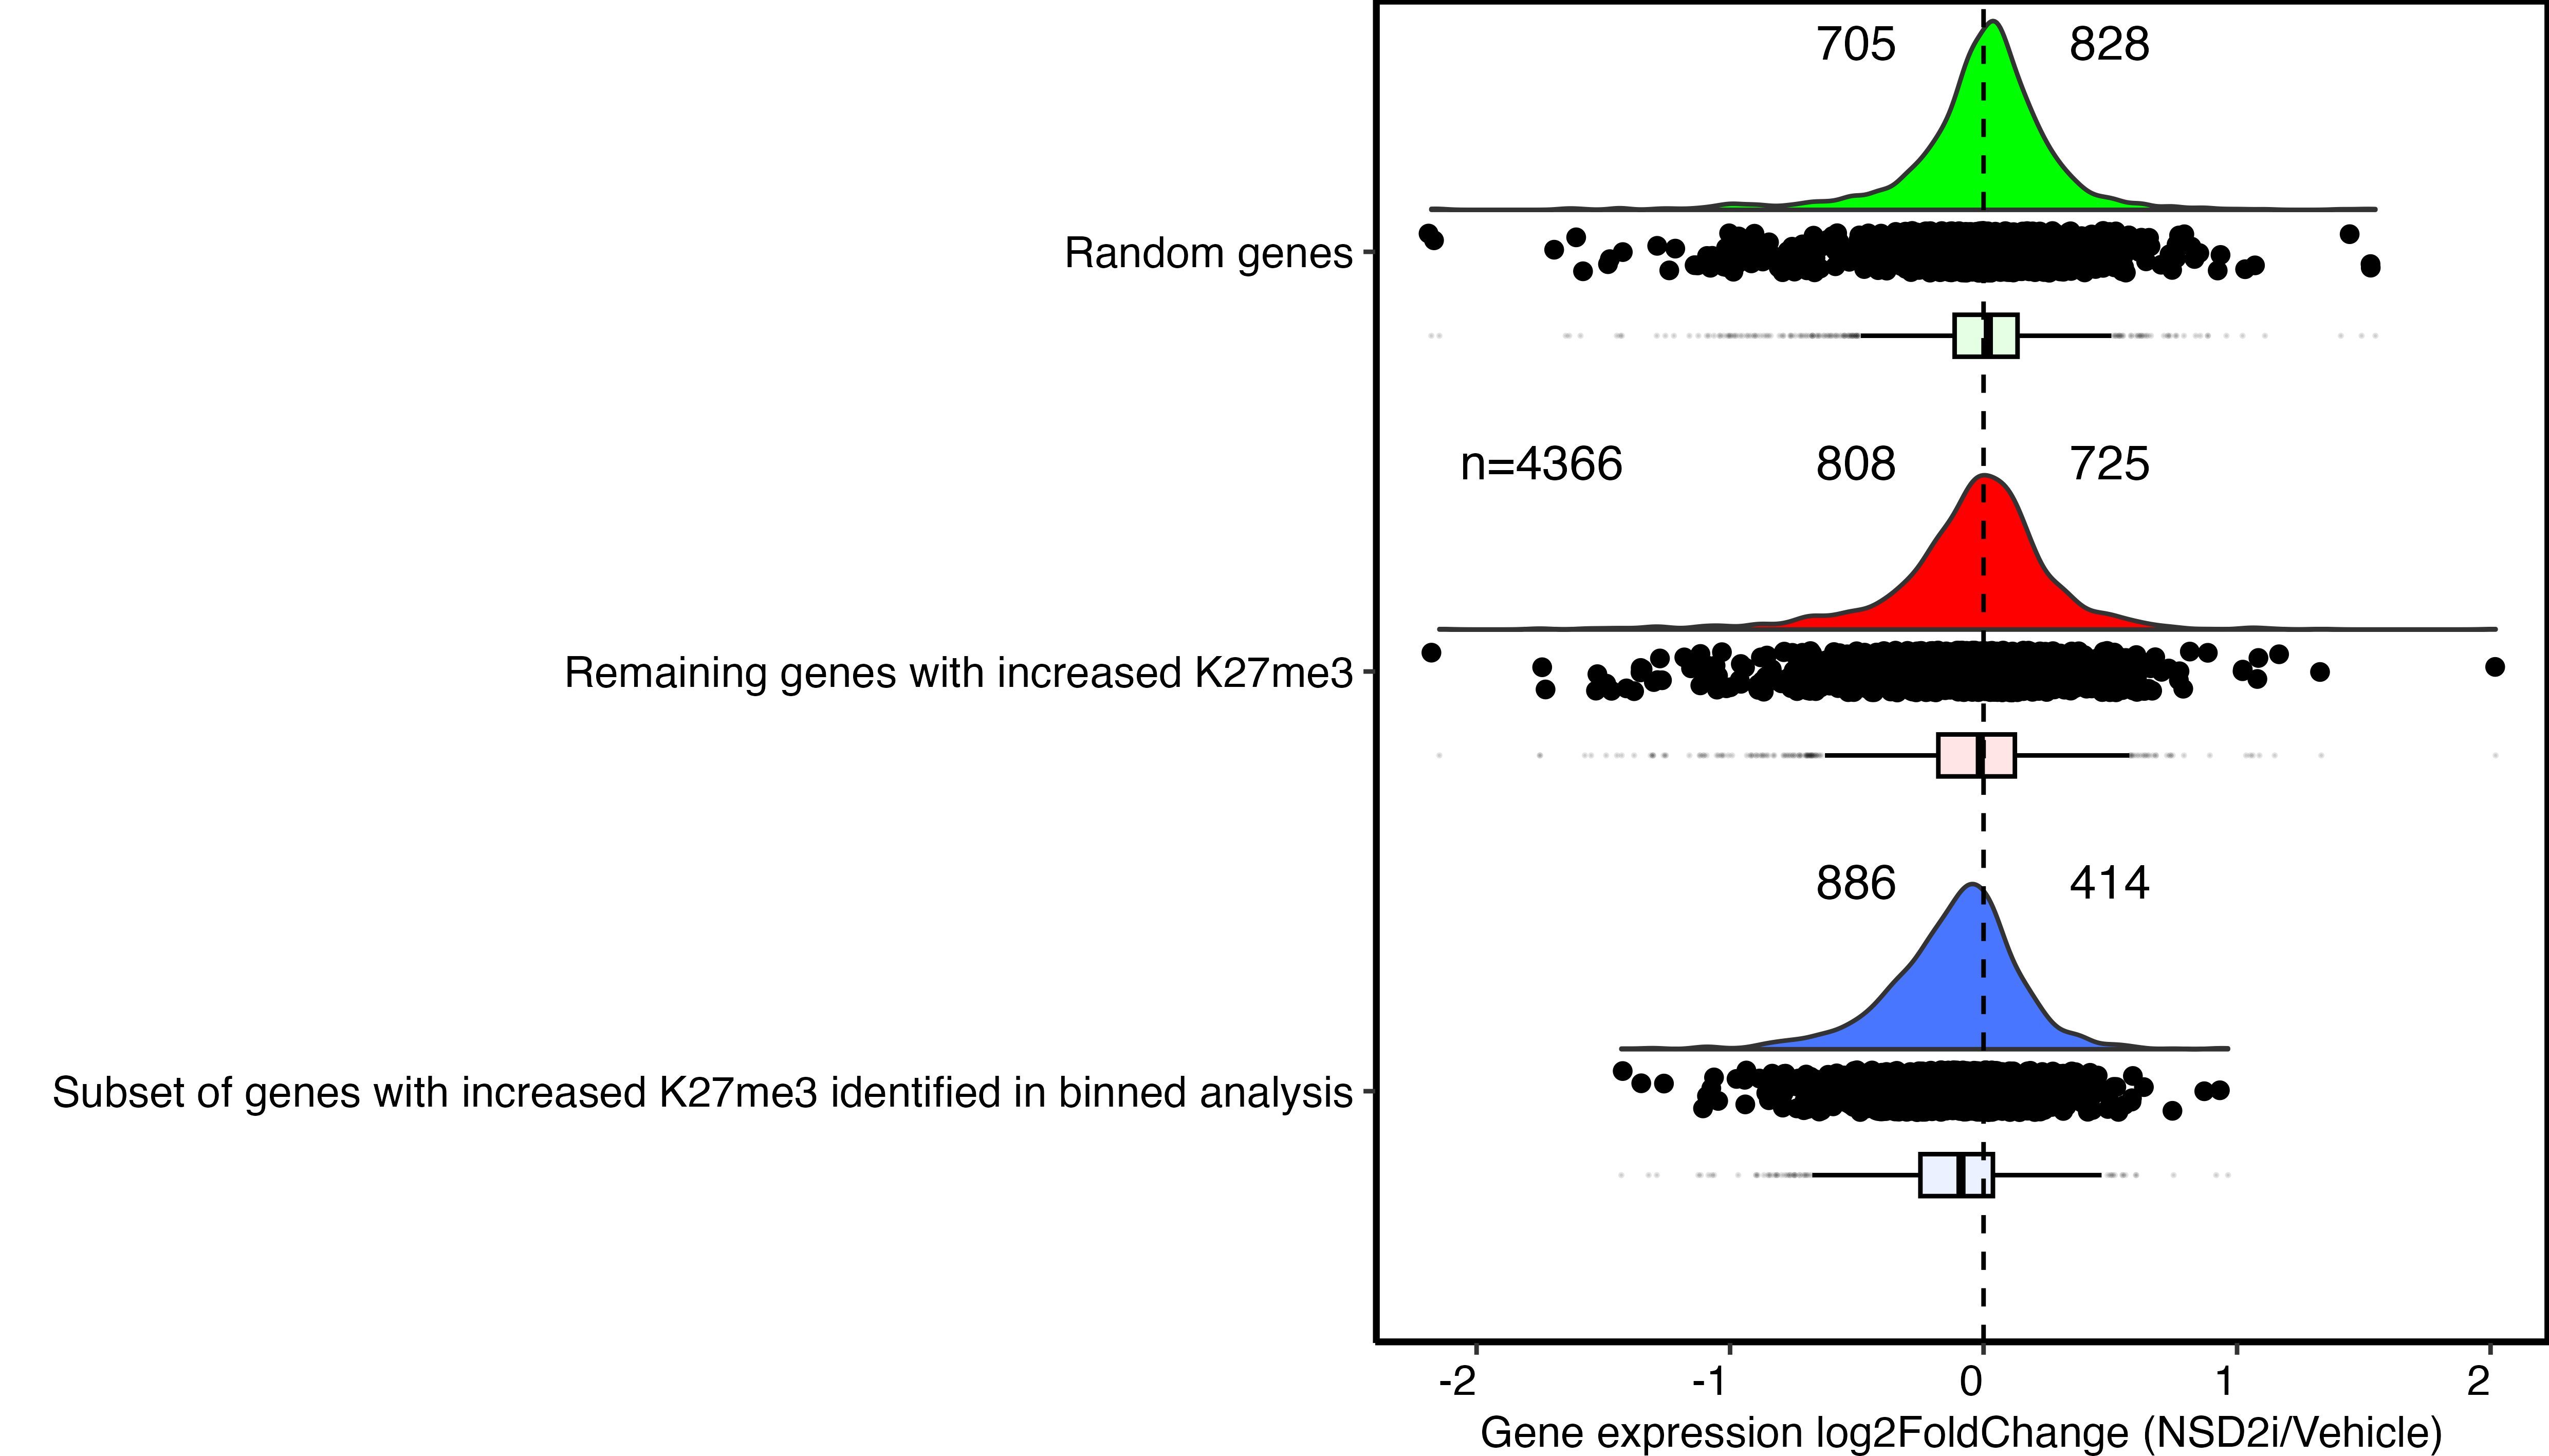 705 828
Random genes
n=4366 808 725
Remaining genes with increased K27me3
886 414
Subset of genes with increased K27me3 identified in binned analysis
-2 -1 0 1 2
Gene expression log2FoldChange (NSD2i/Vehicle)